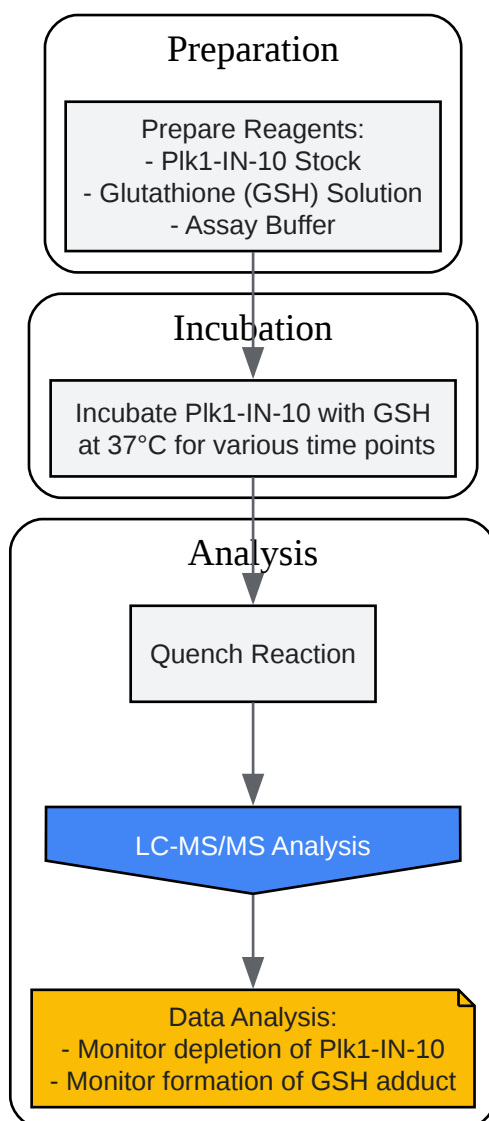 Preparation
Prepare Reagents:
- Plk1-IN-10 Stock
- Glutathione (GSH) Solution
- Assay Buffer
Incubation
Incubate Plk1-IN-10 with GSH
at 37°C for various time points
Analysis
Quench Reaction
LC-MS/MS Analysis
Data Analysis:
- Monitor depletion of Plk1-IN-10
- Monitor formation of GSH adduct